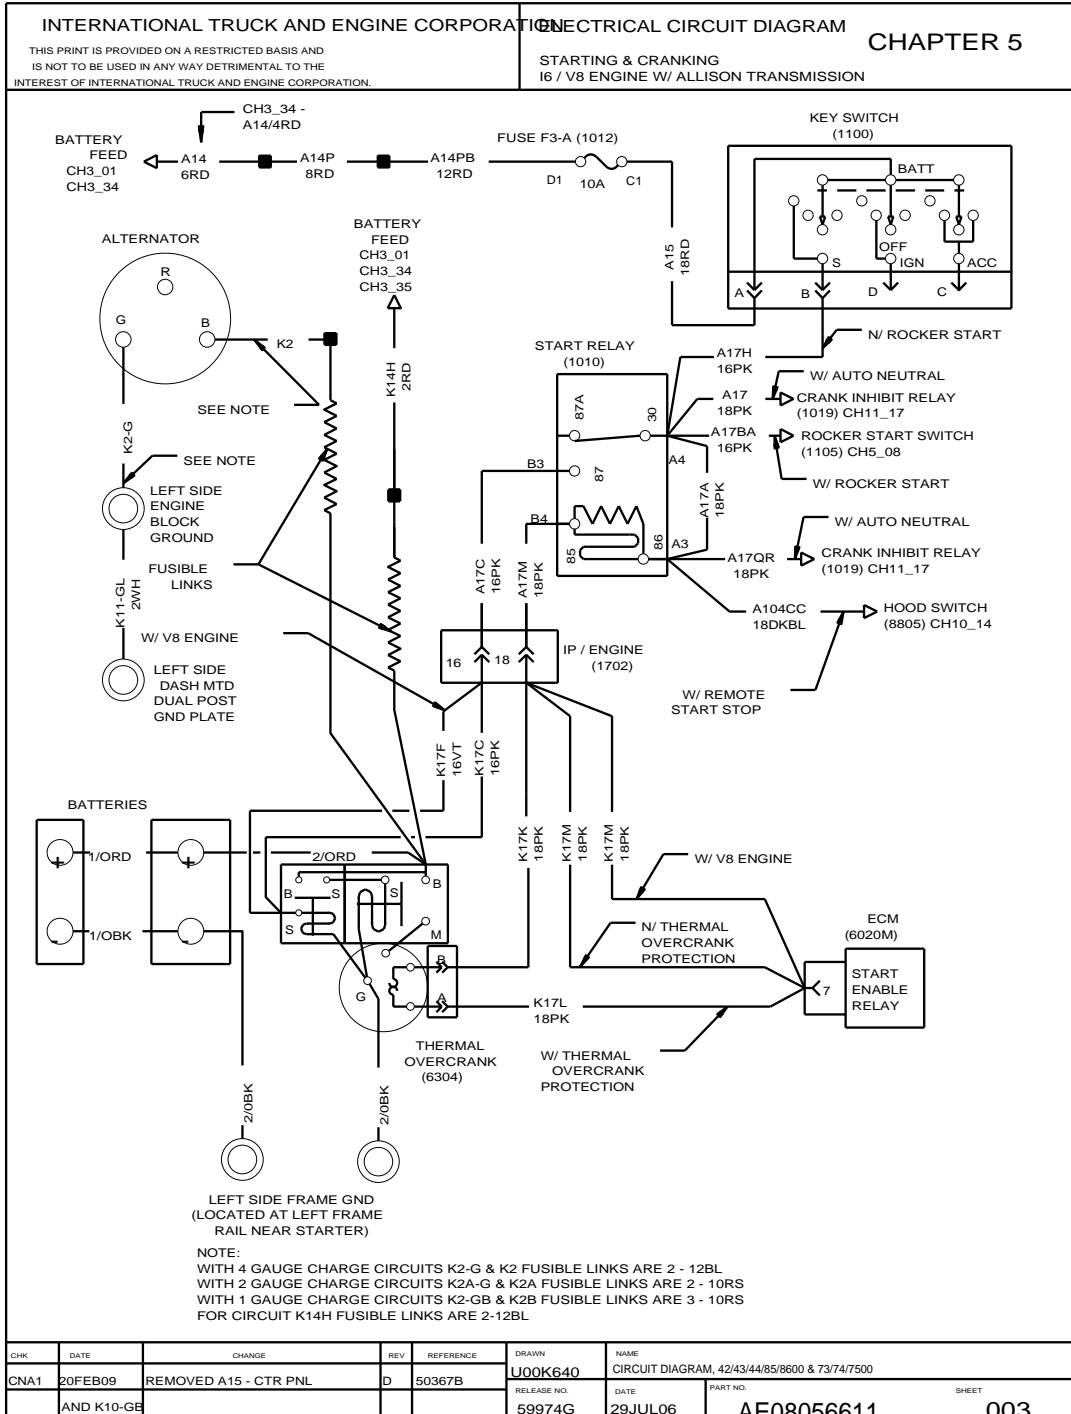 INTERNATIONAL TRUCK AND ENGINE CORPORATION
THIS PRINT IS PROVIDED ON A RESTRICTED BASIS AND
IS NOT TO BE USED IN ANY WAY DETRIMENTAL TO THE
INTEREST OF INTERNATIONAL TRUCK AND ENGINE CORPORATION.
ELECTRICAL CIRCUIT DIAGRAM
CHAPTER 5
STARTING & CRANKING
I6 / V8 ENGINE W/ ALLISON TRANSMISSION
CH3_34 -
A14/4RD
BATTERY
FEED
CH3_01
CH3_34
A14
6RD
A14P
8RD
A14PB
12RD
FUSE F3-A (1012)
D1
10A
C1
KEY SWITCH
(1100)
BATT
OFF
S
IGN
ACC
A
B
D
C
A15
18RD
ALTERNATOR
R
G
B
K2
BATTERY
FEED
CH3_01
CH3_34
CH3_35
K14H
2RD
START RELAY
(1010)
87A
30
87
85
86
B3
B4
A4
A3
A17H
16PK
N/ ROCKER START
A17
18PK
W/ AUTO NEUTRAL
CRANK INHIBIT RELAY
(1019) CH11_17
A17BA
16PK
ROCKER START SWITCH
(1105) CH5_08
W/ ROCKER START
A17A
18PK
W/ AUTO NEUTRAL
A17QR
18PK
CRANK INHIBIT RELAY
(1019) CH11_17
A104CC
18DKBL
HOOD SWITCH
(8805) CH10_14
W/ REMOTE
START STOP
SEE NOTE
K2-G
SEE NOTE
LEFT SIDE
ENGINE
BLOCK
GROUND
FUSIBLE
LINKS
K11-GL
2WH
W/ V8 ENGINE
LEFT SIDE
DASH MTD
DUAL POST
GND PLATE
A17C
16PK
A17M
18PK
16
18
IP / ENGINE
(1702)
K17F
16VT
K17C
16PK
K17K
18PK
K17M
18PK
K17M
18PK
BATTERIES
+
1/ORD
+
2/ORD
-
1/OBK
-
B
S
S
B
S
M
G
B
A
W/ V8 ENGINE
N/ THERMAL
OVERCRANK
PROTECTION
ECM
(6020M)
7
START
ENABLE
RELAY
K17L
18PK
W/ THERMAL
OVERCRANK
PROTECTION
THERMAL
OVERCRANK
(6304)
2/0BK
2/0BK
LEFT SIDE FRAME GND
(LOCATED AT LEFT FRAME
RAIL NEAR STARTER)
NOTE:
WITH 4 GAUGE CHARGE CIRCUITS K2-G & K2 FUSIBLE LINKS ARE 2 - 12BL
WITH 2 GAUGE CHARGE CIRCUITS K2A-G & K2A FUSIBLE LINKS ARE 2 - 10RS
WITH 1 GAUGE CHARGE CIRCUITS K2-GB & K2B FUSIBLE LINKS ARE 3 - 10RS
FOR CIRCUIT K14H FUSIBLE LINKS ARE 2-12BL
CHK DATE CHANGE REV REFERENCE
CNA1 20FEB09 REMOVED A15 - CTR PNL D 50367B
AND K10-GB
DRAWN
U00K640
NAME
CIRCUIT DIAGRAM, 42/43/44/85/8600 & 73/74/7500
RELEASE NO.
59974G
DATE
29JUL06
PART NO.
AE08056611
SHEET
003